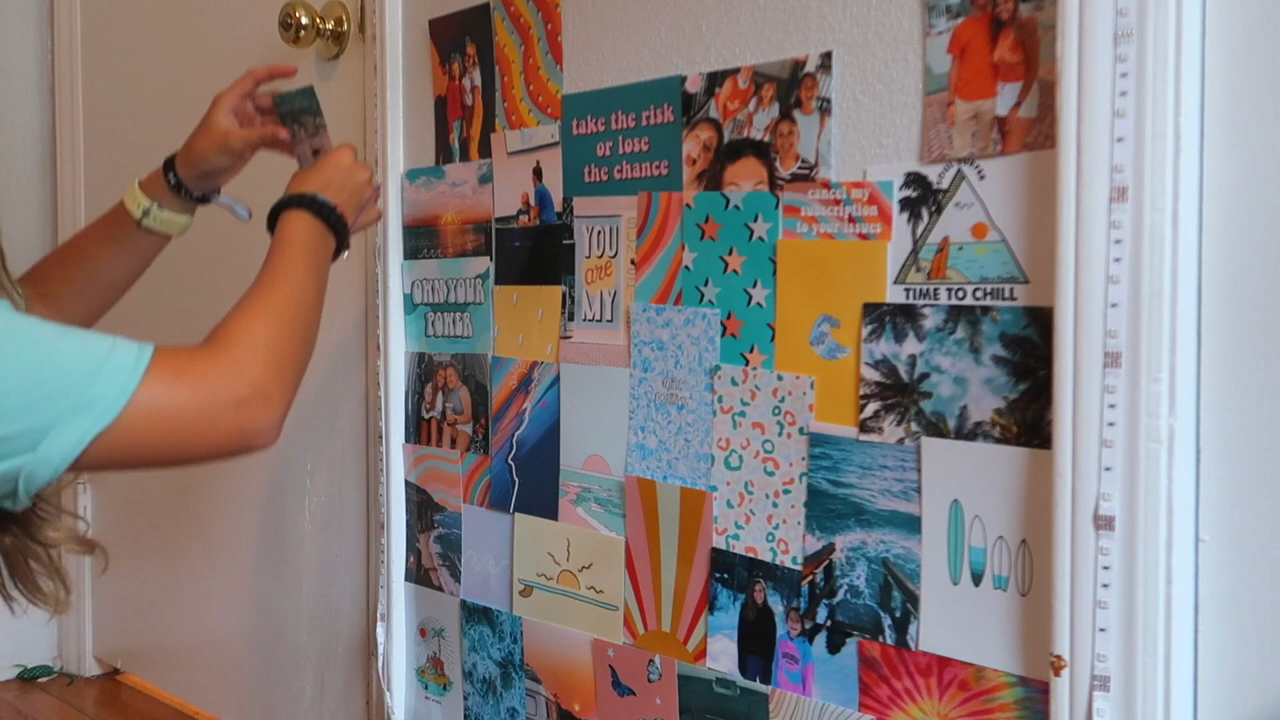 take the risk
or lose
the chance
cancel my
subscription
to your issues
YOU
are
MY
OWN YOUR
POWER
TIME TO CHILL